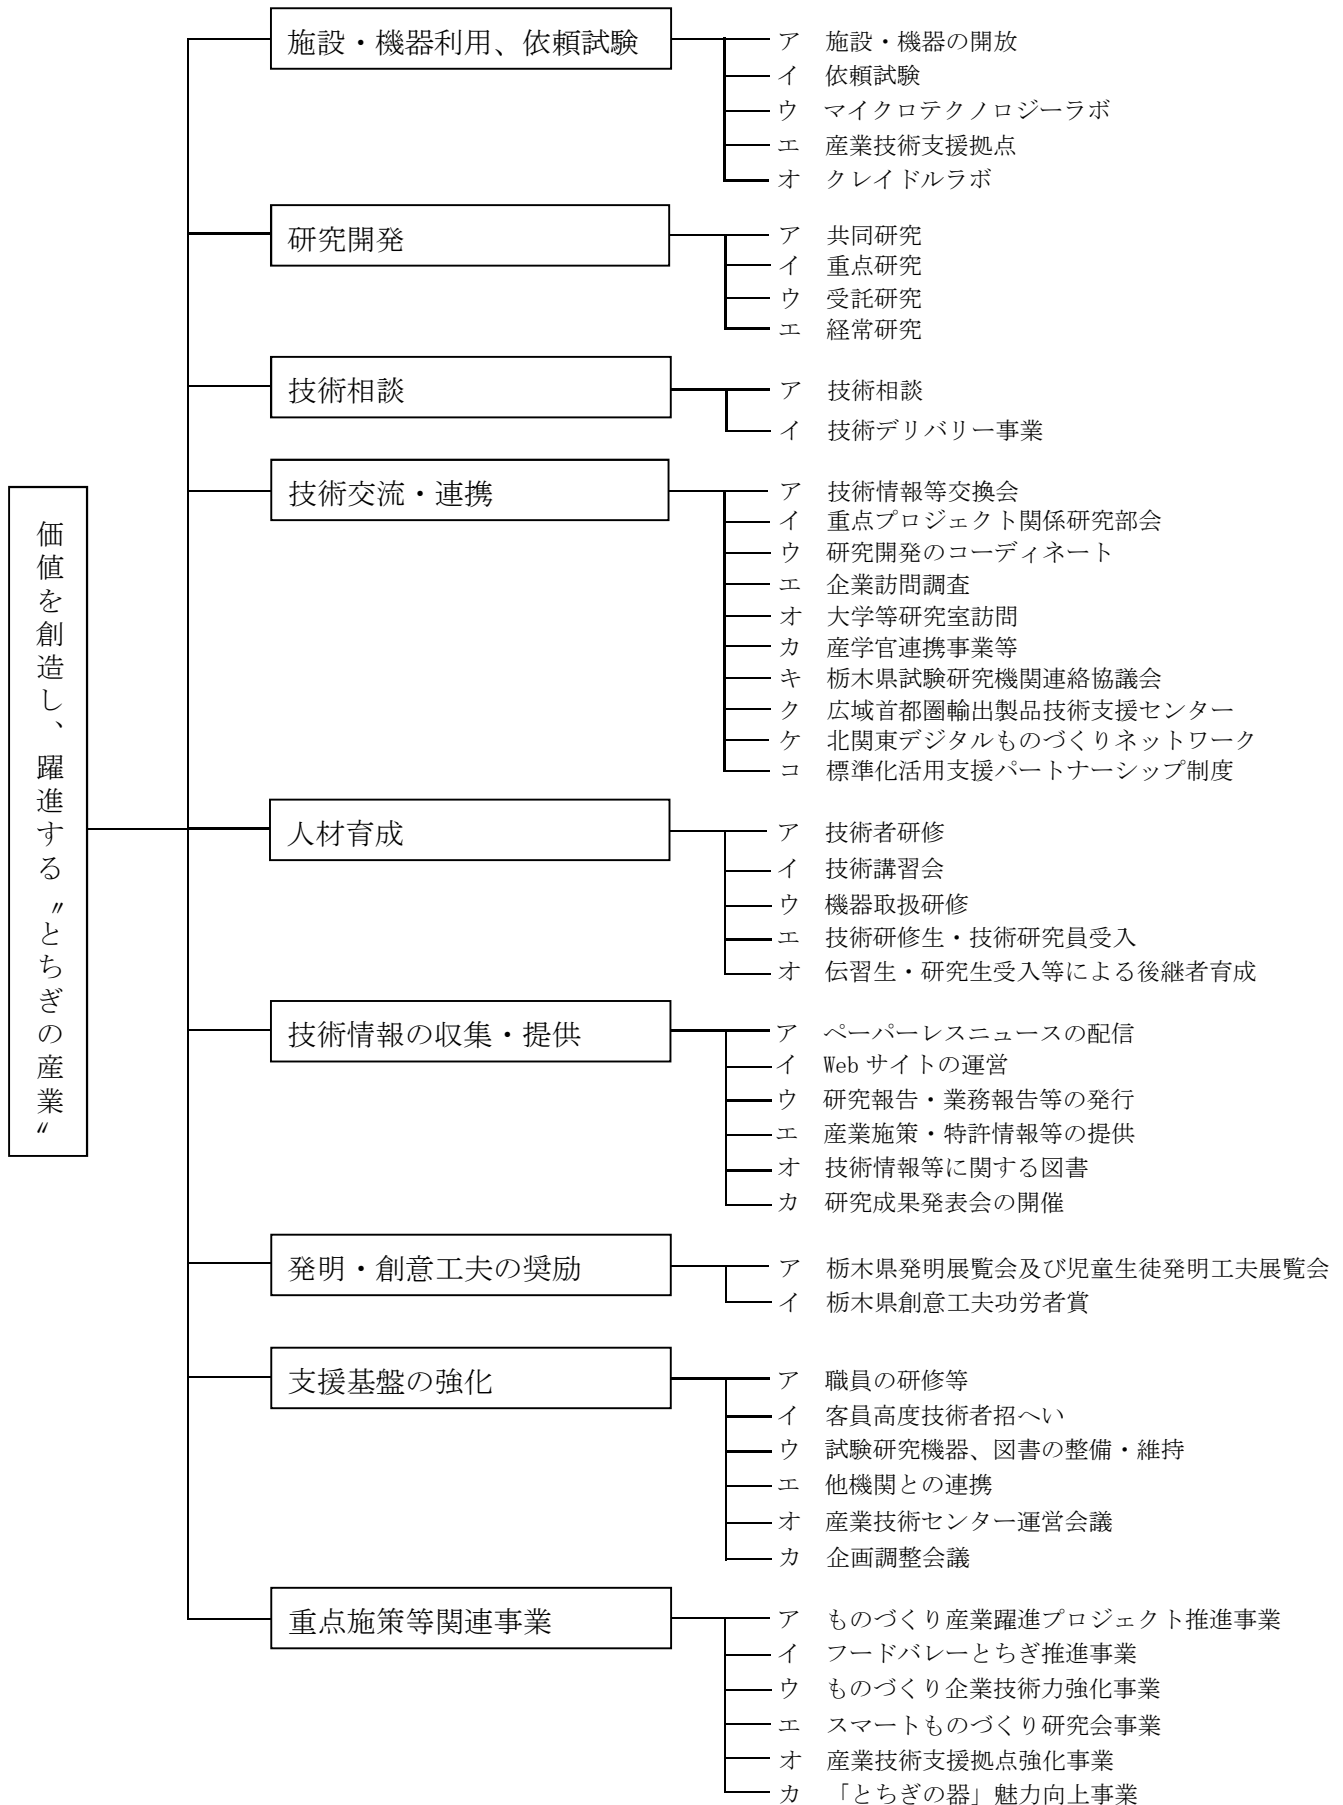 価値を創造し、躍進する〝とちぎの産業〟
施設・機器利用、依頼試験
ア 施設・機器の開放
イ 依頼試験
ウ マイクロテクノロジーラボ
エ 産業技術支援拠点
オ クレイドルラボ
研究開発
ア 共同研究
イ 重点研究
ウ 受託研究
エ 経常研究
技術相談
ア 技術相談
イ 技術デリバリー事業
技術交流・連携
ア 技術情報等交換会
イ 重点プロジェクト関係研究部会
ウ 研究開発のコーディネート
エ 企業訪問調査
オ 大学等研究室訪問
カ 産学官連携事業等
キ 栃木県試験研究機関連絡協議会
ク 広域首都圏輸出製品技術支援センター
ケ 北関東デジタルものづくりネットワーク
コ 標準化活用支援パートナーシップ制度
人材育成
ア 技術者研修
イ 技術講習会
ウ 機器取扱研修
エ 技術研修生・技術研究員受入
オ 伝習生・研究生受入等による後継者育成
技術情報の収集・提供
ア ペーパーレスニュースの配信
イ Web サイトの運営
ウ 研究報告・業務報告等の発行
エ 産業施策・特許情報等の提供
オ 技術情報等に関する図書
カ 研究成果発表会の開催
発明・創意工夫の奨励
ア 栃木県発明展覧会及び児童生徒発明工夫展覧会
イ 栃木県創意工夫功労者賞
支援基盤の強化
ア 職員の研修等
イ 客員高度技術者招へい
ウ 試験研究機器、図書の整備・維持
エ 他機関との連携
オ 産業技術センター運営会議
カ 企画調整会議
重点施策等関連事業
ア ものづくり産業躍進プロジェクト推進事業
イ フードバレーとちぎ推進事業
ウ ものづくり企業技術力強化事業
エ スマートものづくり研究会事業
オ 産業技術支援拠点強化事業
カ 「とちぎの器」魅力向上事業